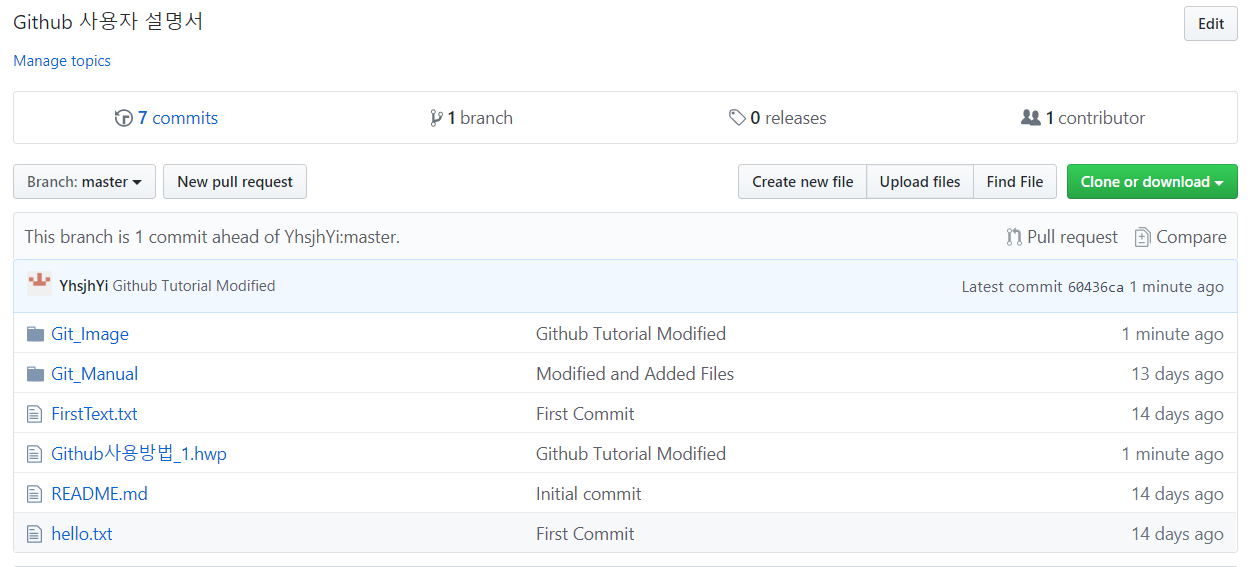 Github 사용자 설명서
Edit
Manage topics
7 commits
1 branch
0 releases
1 contributor
Branch: master
New pull request
Create new file
Upload files
Find File
Clone or download
This branch is 1 commit ahead of YhsjhYi:master.
Pull request
Compare
YhsjhYi Github Tutorial Modified
Latest commit 60436ca 1 minute ago
Git_Image Github Tutorial Modified 1 minute ago
Git_Manual Modified and Added Files 13 days ago
FirstText.txt First Commit 14 days ago
Github사용방법_1.hwp Github Tutorial Modified 1 minute ago
README.md Initial commit 14 days ago
hello.txt First Commit 14 days ago